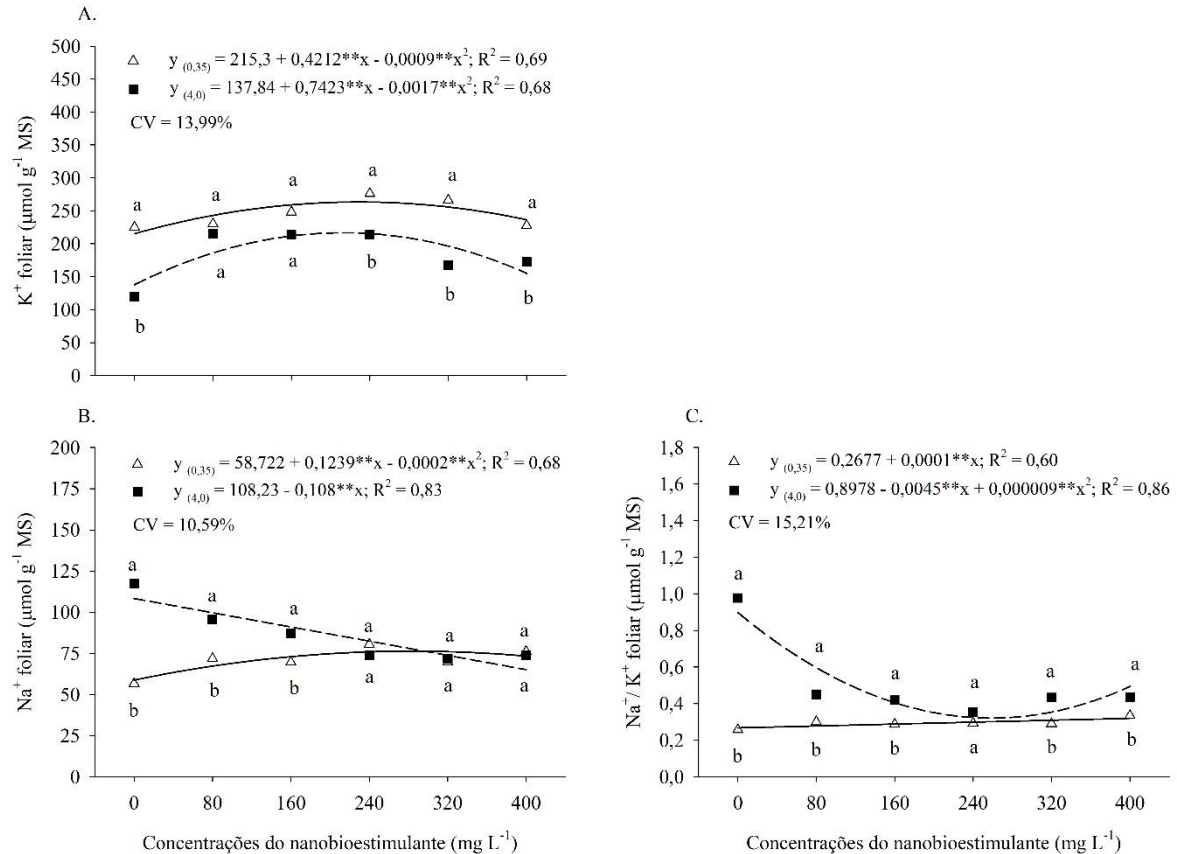 A.
500
450
400
350
300
250
200
150
100
50
0
K⁺ foliar (µmol g⁻¹ MS)
△ y (0,35) = 215,3 + 0,4212**x - 0,0009**x²; R² = 0,69
■ y (4,0) = 137,84 + 0,7423**x - 0,0017**x²; R² = 0,68
CV = 13,99%
a a a a a a
b a a b b b
B.
200
175
150
125
100
75
50
25
0
Na⁺ foliar (µmol g⁻¹ MS)
△ y (0,35) = 58,722 + 0,1239**x - 0,0002**x²; R² = 0,68
■ y (4,0) = 108,23 - 0,108**x; R² = 0,83
CV = 10,59%
a a a a a a
b b b a a a
0 80 160 240 320 400
Concentrações do nanobioestimulante (mg L⁻¹)
C.
1,8
1,6
1,4
1,2
1,0
0,8
0,6
0,4
0,2
0,0
Na⁺/ K⁺ foliar (µmol g⁻¹ MS)
△ y (0,35) = 0,2677 + 0,0001**x; R² = 0,60
■ y (4,0) = 0,8978 - 0,0045**x + 0,000009**x²; R² = 0,86
CV = 15,21%
a a a a a a
b b b a b b
0 80 160 240 320 400
Concentrações do nanobioestimulante (mg L⁻¹)